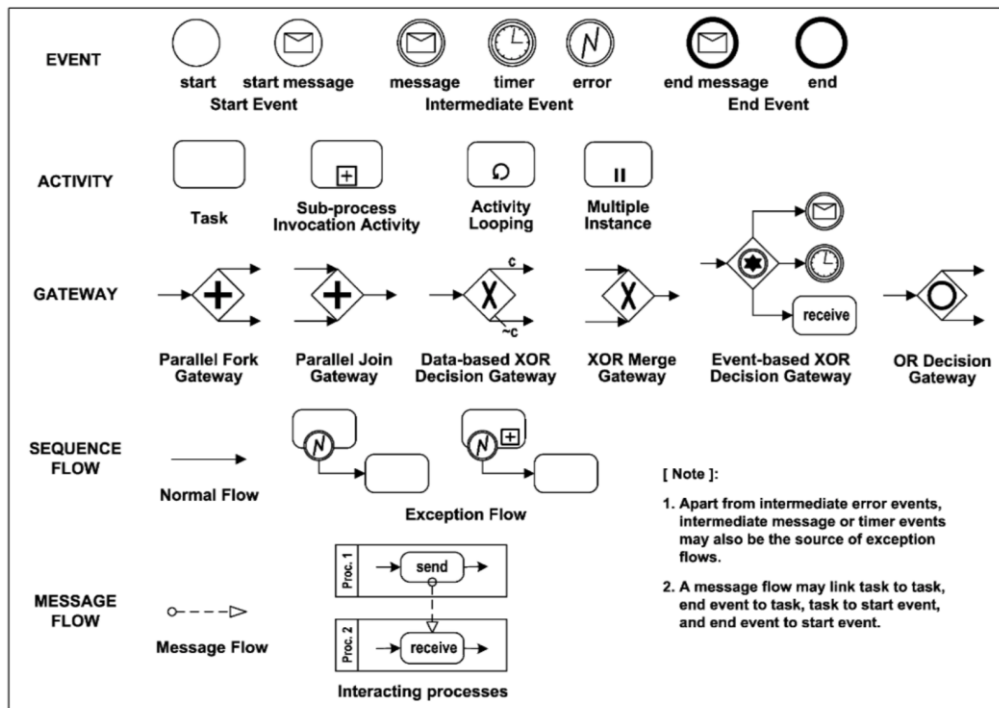 EVENT
start
start message
message
timer
error
end message
end
Start Event
Intermediate Event
End Event
ACTIVITY
Task
Sub-process
Invocation Activity
Activity
Looping
Multiple
Instance
GATEWAY
c
~c
receive
Parallel Fork
Gateway
Parallel Join
Gateway
Data-based XOR
Decision Gateway
XOR Merge
Gateway
Event-based XOR
Decision Gateway
OR Decision
Gateway
SEQUENCE
FLOW
Normal Flow
Exception Flow
[ Note ]:
1. Apart from intermediate error events,
intermediate message or timer events
may also be the source of exception
flows.
2. A message flow may link task to task,
end event to task, task to start event,
and end event to start event.
MESSAGE
FLOW
Message Flow
Proc. 1
send
Proc. 2
receive
Interacting processes